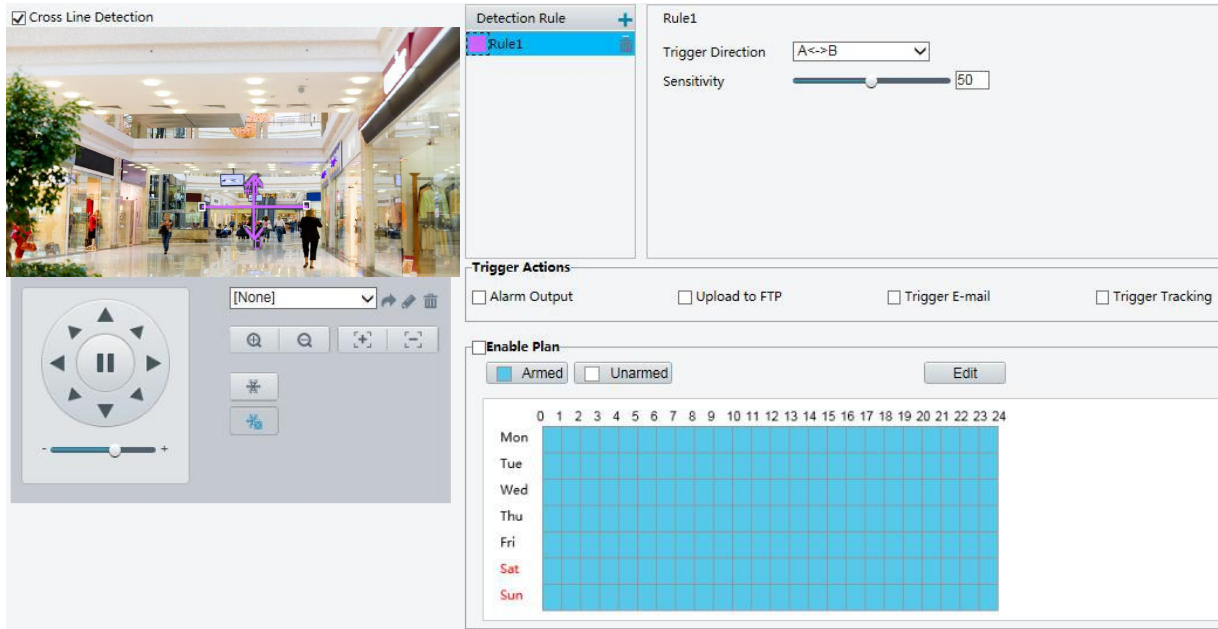 Cross Line Detection
Detection Rule +
Rule1
Rule1
Trigger Direction A<->B
Sensitivity 50
[None]
- +
Trigger Actions
Alarm Output Upload to FTP Trigger E-mail Trigger Tracking
Enable Plan
Armed Unarmed Edit
0 1 2 3 4 5 6 7 8 9 10 11 12 13 14 15 16 17 18 19 20 21 22 23 24
Mon
Tue
Wed
Thu
Fri
Sat
Sun